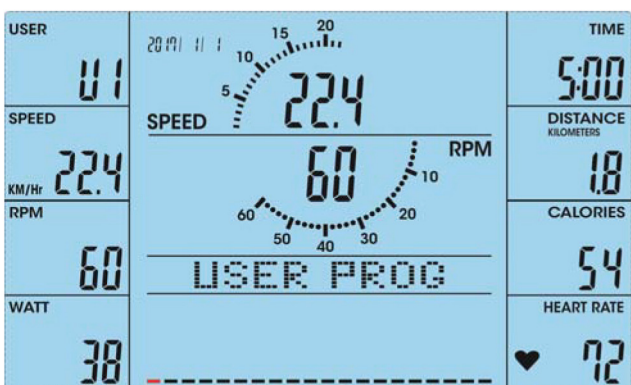 USER
U1
SPEED
KM/Hr 22.4
RPM
60
WATT
38
2017/ 1/ 1
5 10 15 20
SPEED 22.4
60 RPM
60 50 40 30 20 10
USER PROG
TIME
5:00
DISTANCE
KILOMETERS
1.8
CALORIES
54
HEART RATE
72